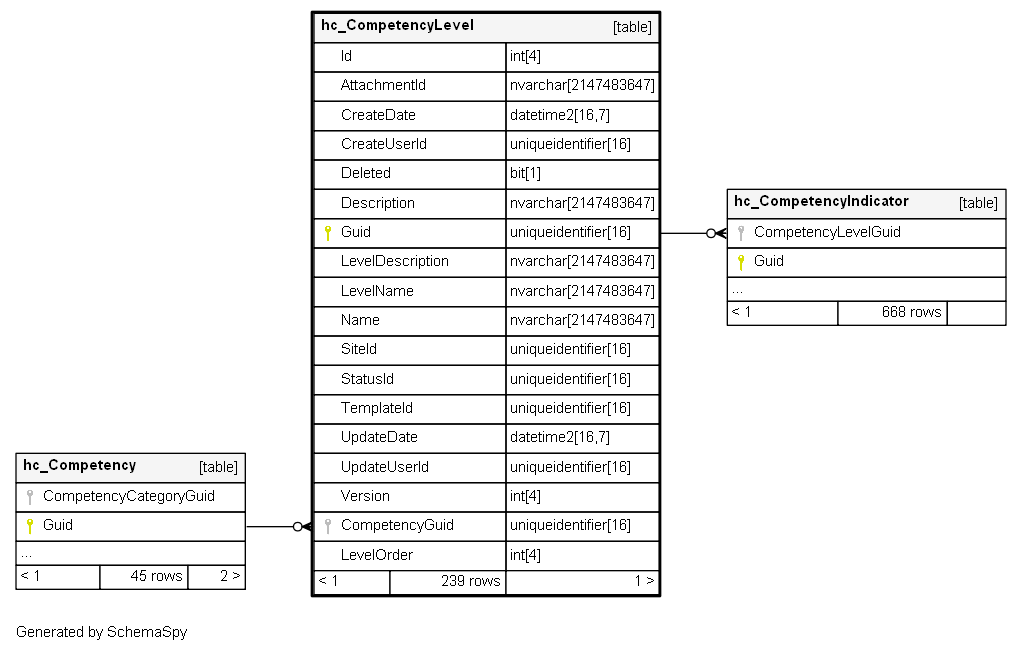 hc_CompetencyLevel [table]
Id int[4]
AttachmentId nvarchar[2147483647]
CreateDate datetime2[16,7]
CreateUserId uniqueidentifier[16]
Deleted bit[1]
Description nvarchar[2147483647]
Guid uniqueidentifier[16]
LevelDescription nvarchar[2147483647]
LevelName nvarchar[2147483647]
Name nvarchar[2147483647]
SiteId uniqueidentifier[16]
StatusId uniqueidentifier[16]
TemplateId uniqueidentifier[16]
UpdateDate datetime2[16,7]
UpdateUserId uniqueidentifier[16]
Version int[4]
CompetencyGuid uniqueidentifier[16]
LevelOrder int[4]
< 1 239 rows 1 >
hc_CompetencyIndicator [table]
CompetencyLevelGuid
Guid
...
< 1 668 rows
hc_Competency [table]
CompetencyCategoryGuid
Guid
...
< 1 45 rows 2 >
Generated by SchemaSpy